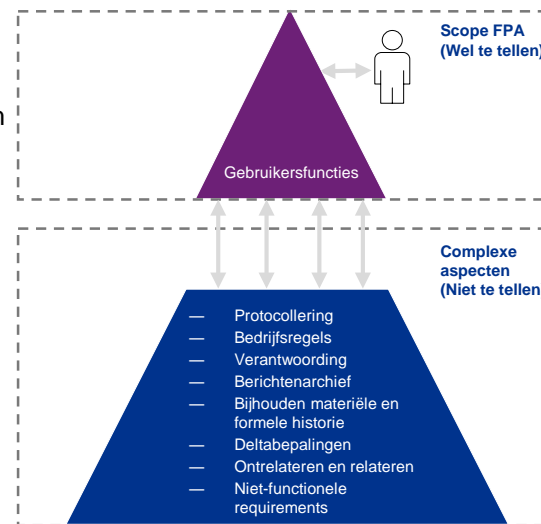 Scope FPA
(Wel te tellen)
n
Gebruikersfuncties
Complexe
aspecten
(Niet te tellen
— Protocollering
— Bedrijfsregels
— Verantwoording
— Berichtenarchief
— Bijhouden materiële en
formele historie
— Deltabepalingen
— Ontrelateren en relateren
— Niet-functionele
requirements